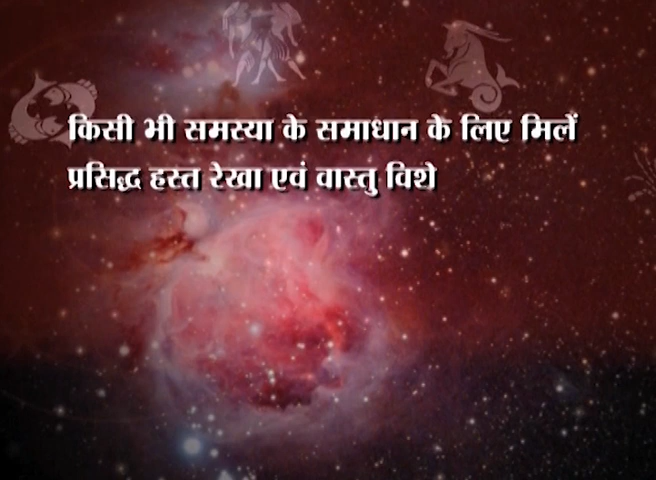 किसी भी समस्या के समाधान के लिए मिलें
प्रसिद्ध हस्त रेखा एवं वास्तु विशे